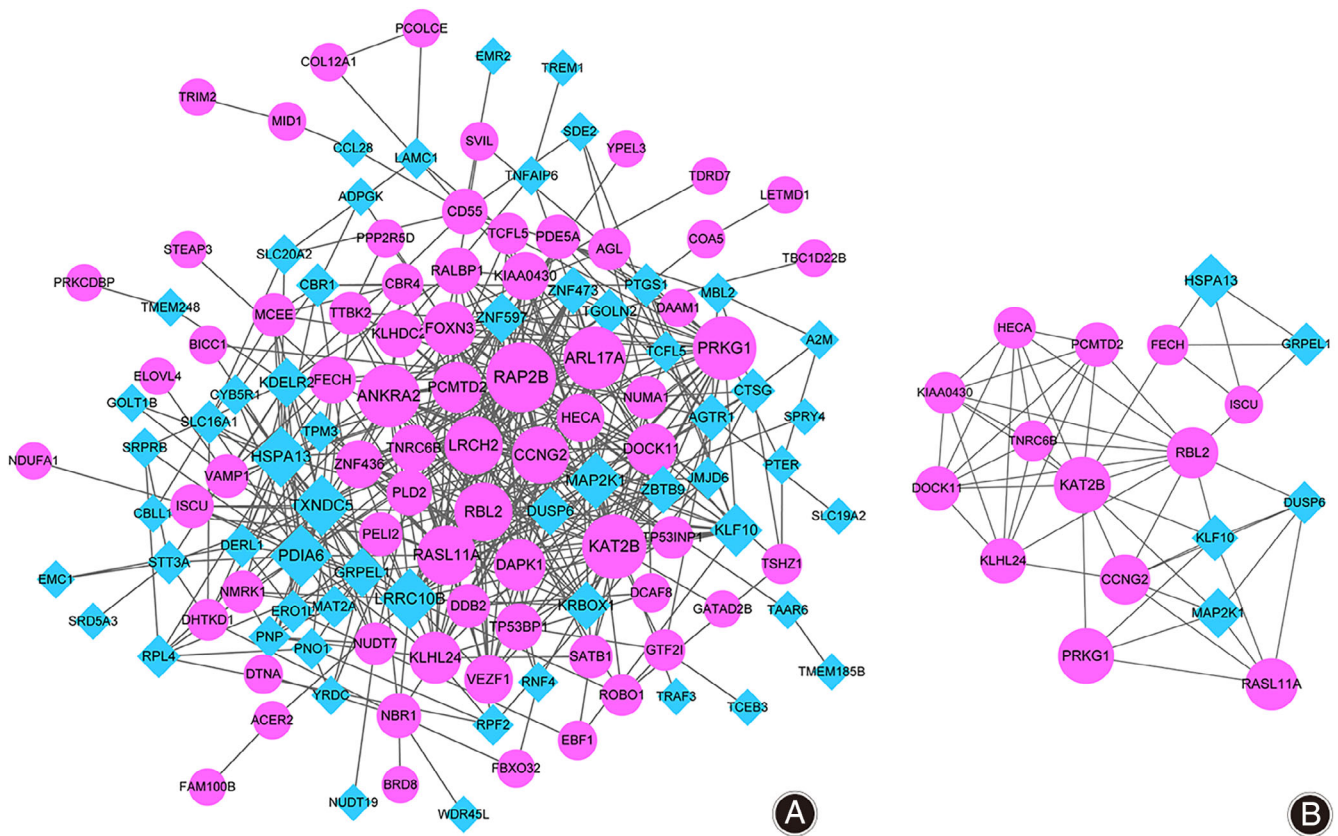 PCOLCE
COL12A1
EMR2
TREM1
TRIM2
MID1
SVIL
SDE2
YPEL3
CCL28
LAMC1
TNFAIP6
TDRD7
LETMD1
ADPGK
CD55
TCFL5
PDE5A
AGL
COA5
STEAP3
SLC20A2
PPP2R5D
TBC1D22B
PRKCDBP
CBR1
CBR4
RALBP1
KIAA0430
ZNF473
PTGS1
MBL2
TMEM248
MCEE
TTBK2
KLHDC2
FOXN3
ZNF597
TGOLN2
DAAM1
BICC1
ARL17A
TCFL5
PRKG1
A2M
ELOVL4
CYB5R1
KDELR2
FECH
ANKRA2
PCMTD2
RAP2B
NUMA1
CTSG
GOLT1B
SLC16A1
TPM3
HECA
AGTR1
SPRY4
SRPRB
HSPA13
TNRC6B
LRCH2
CCNG2
DOCK11
NDUFA1
VAMP1
ZNF436
MAP2K1
ZBTB9
JMJD6
PTER
ISCU
TXNDC5
PLD2
RBL2
DUSP6
SLC19A2
CBLL1
DERL1
PELI2
KLF10
STT3A
PDIA6
RASL11A
KAT2B
TP53INP1
EMC1
GRPEL1
DAPK1
TSHZ1
NMRK1
LRRC10B
SRD5A3
DHTKD1
ERO1L
MAT2A
DDB2
KRBOX1
DCAF8
GATAD2B
TAAR6
PNP
PNO1
NUDT7
TP53BP1
RPL4
KLHL24
SATB1
GTF2I
DTNA
VEZF1
RNF4
ROBO1
TMEM185B
YRDC
TRAF3
TCEB3
ACER2
NBR1
RPF2
EBF1
FBXO32
FAM100B
BRD8
NUDT19
WDR45L
A
HSPA13
HECA
PCMTD2
FECH
GRPEL1
KIAA0430
ISCU
TNRC6B
RBL2
DOCK11
KAT2B
DUSP6
KLF10
KLHL24
CCNG2
MAP2K1
PRKG1
RASL11A
B